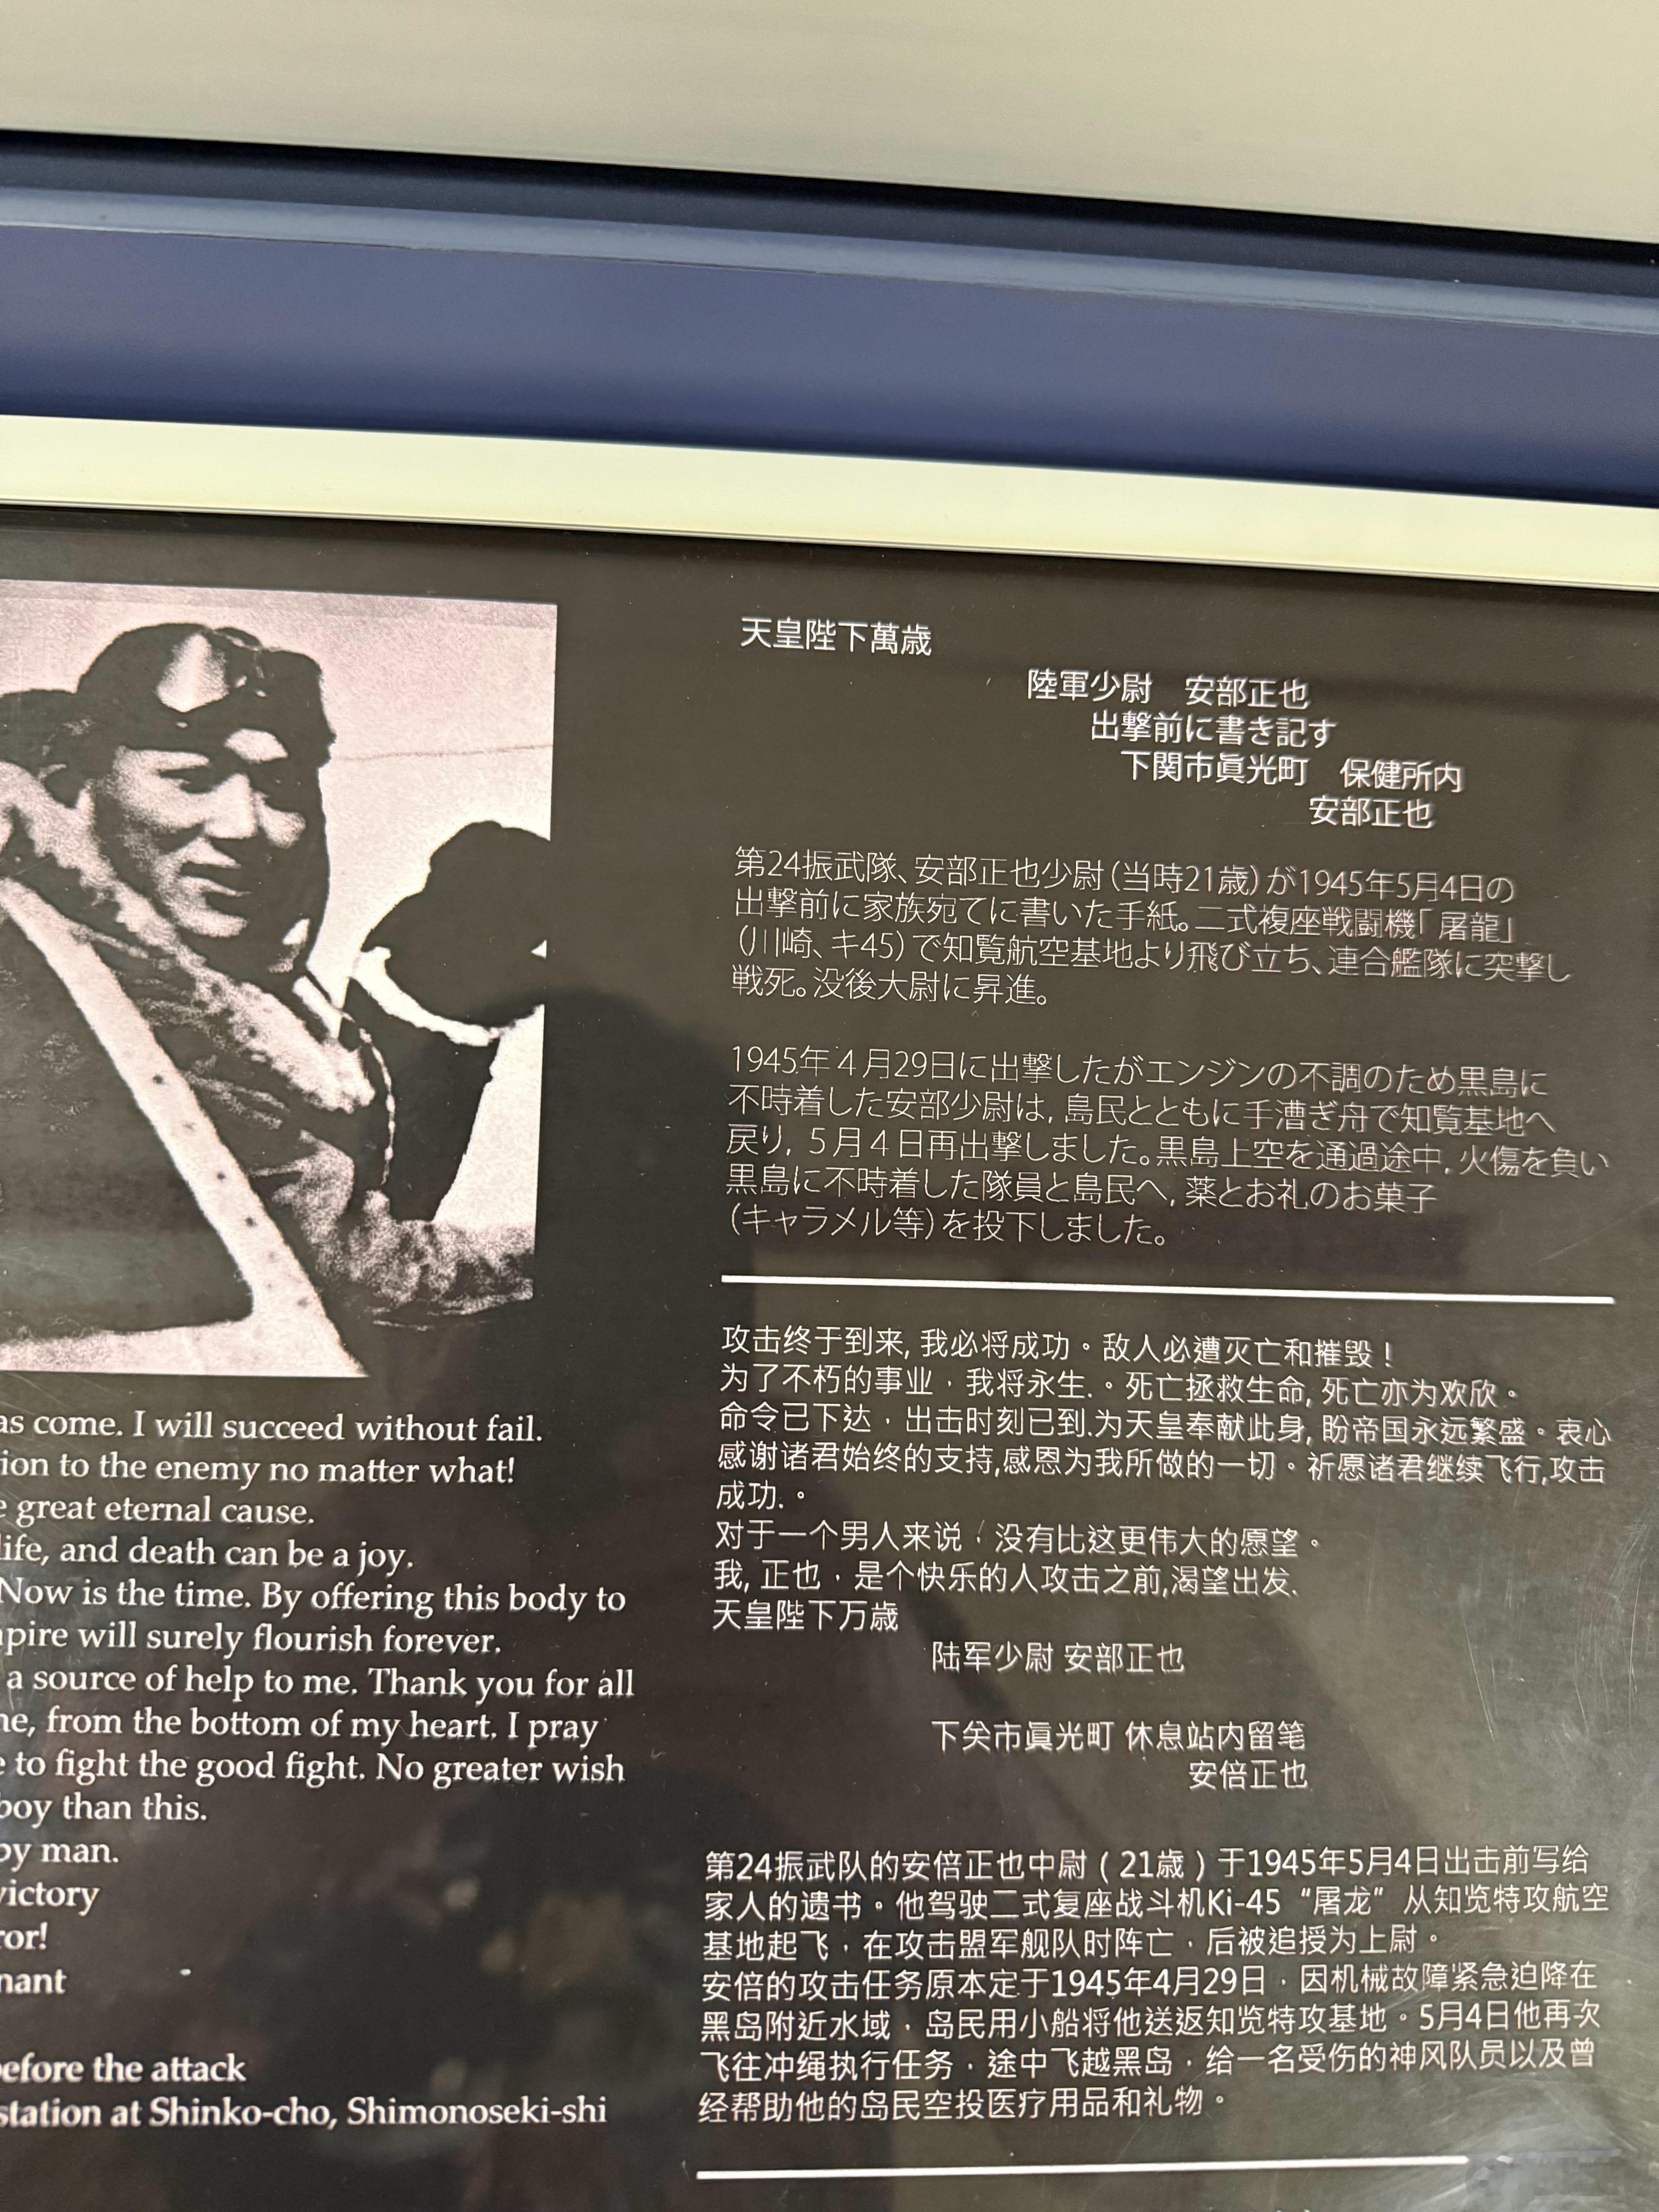 天皇陛下萬歳
陸軍少尉　安部正也
出撃前に書き記す
下関市眞光町　保健所内
安部正也
第24振武隊、安部正也少尉（当時21歳）が1945年5月4日の
出撃前に家族宛てに書いた手紙。二式複座戦闘機「屠龍」
（川崎、キ45）で知覧航空基地より飛び立ち、連合艦隊に突撃し
戦死。没後大尉に昇進。
1945年４月29日に出撃したがエンジンの不調のため黒島に
不時着した安部少尉は，島民とともに手漕ぎ舟で知覧基地へ
戻り，５月４日再出撃しました。黒島上空を通過途中，火傷を負い
黒島に不時着した隊員と島民へ，薬とお礼のお菓子
（キャラメル等）を投下しました。
攻击终于到来, 我必将成功。敌人必遭灭亡和摧毁！
为了不朽的事业，我将永生.。死亡拯救生命, 死亡亦为欢欣。
命令已下达，出击时刻已到.为天皇奉献此身, 盼帝国永远繁盛。衷心
感谢诸君始终的支持,感恩为我所做的一切。祈愿诸君继续飞行,攻击
成功.。
对于一个男人来说，没有比这更伟大的愿望。
我, 正也，是个快乐的人攻击之前,渴望出发.
天皇陛下万歳
陆军少尉 安部正也
下关市眞光町 休息站内留笔
安倍正也
第24振武队的安倍正也中尉（21歳）于1945年5月4日出击前写给
家人的遗书。他驾驶二式复座战斗机Ki-45“屠龙”从知览特攻航空
基地起飞，在攻击盟军舰队时阵亡，后被追授为上尉。
安倍的攻击任务原本定于1945年4月29日，因机械故障紧急迫降在
黑岛附近水域，岛民用小船将他送返知览特攻基地。5月4日他再次
飞往冲绳执行任务，途中飞越黑岛，给一名受伤的神风队员以及曾
经帮助他的岛民空投医疗用品和礼物。
as come. I will succeed without fail.
ion to the enemy no matter what!
e great eternal cause.
life, and death can be a joy.
Now is the time. By offering this body to
pire will surely flourish forever.
a source of help to me. Thank you for all
me, from the bottom of my heart. I pray
e to fight the good fight. No greater wish
boy than this.
py man.
victory
ror!
nant
before the attack
station at Shinko-cho, Shimonoseki-shi